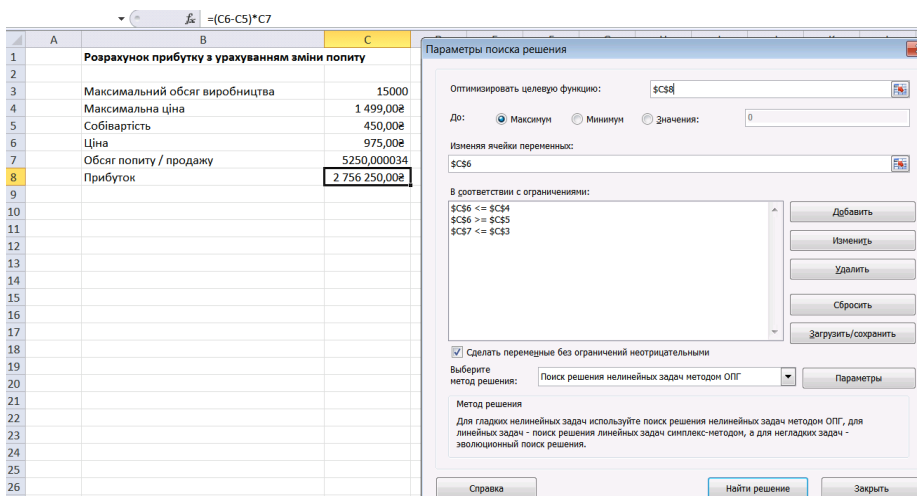 fx =(C6-C5)*C7
A B C
1 Розрахунок прибутку з урахуванням зміни попиту
2
3 Максимальний обсяг виробництва 15000
4 Максимальна ціна 1 499,00₴
5 Собівартість 450,00₴
6 Ціна 975,00₴
7 Обсяг попиту / продажу 5250,000034
8 Прибуток 2 756 250,00₴
9
10
11
12
13
14
15
16
17
18
19
20
21
22
23
24
25
26
Параметры поиска решения
Оптимизировать целевую функцию: $C$8
До: Максимум Минимум Значения: 0
Изменяя ячейки переменных:
$C$6
В соответствии с ограничениями:
$C$6 <= $C$4
$C$6 >= $C$5
$C$7 <= $C$3
Добавить
Изменить
Удалить
Сбросить
Загрузить/сохранить
Сделать переменные без ограничений неотрицательными
Выберите
метод решения:
Поиск решения нелинейных задач методом ОПГ
Параметры
Метод решения
Для гладких нелинейных задач используйте поиск решения нелинейных задач методом ОПГ, для
линейных задач - поиск решения линейных задач симплекс-методом, а для негладких задач -
эволюционный поиск решения.
Справка Найти решение Закрыть